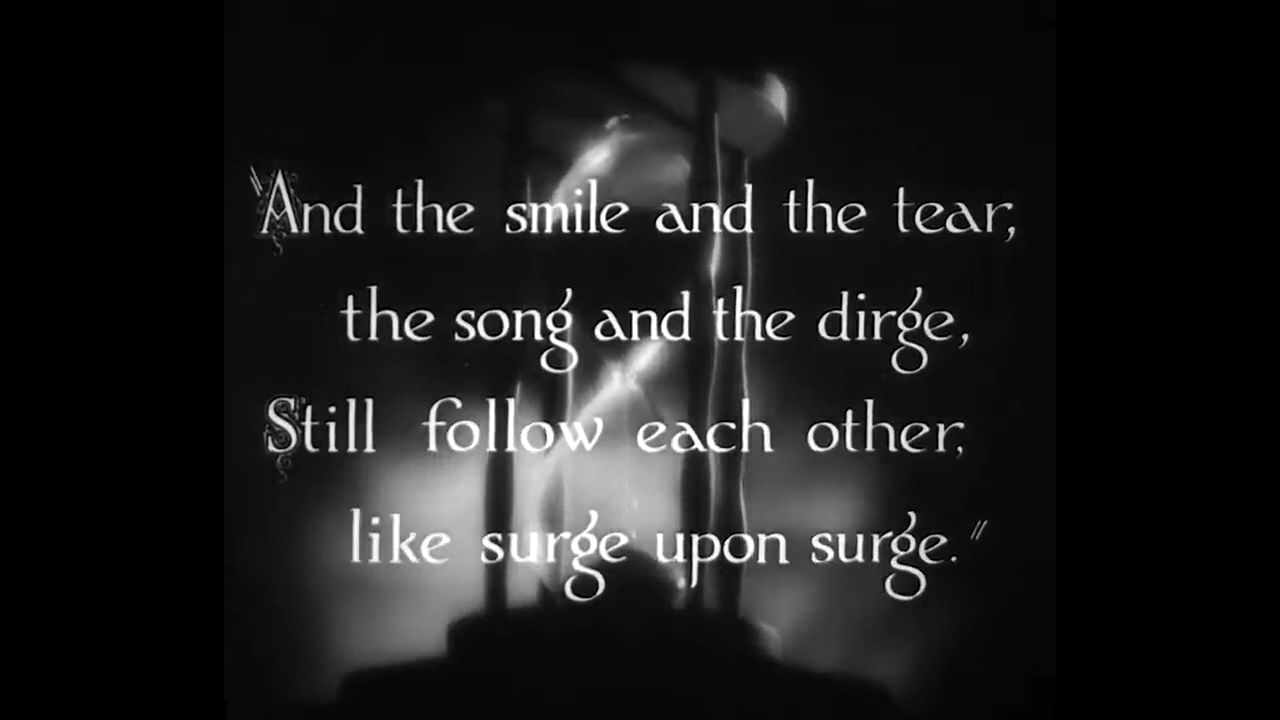 "And the smile and the tear,
the song and the dirge,
Still follow each other,
like surge upon surge."